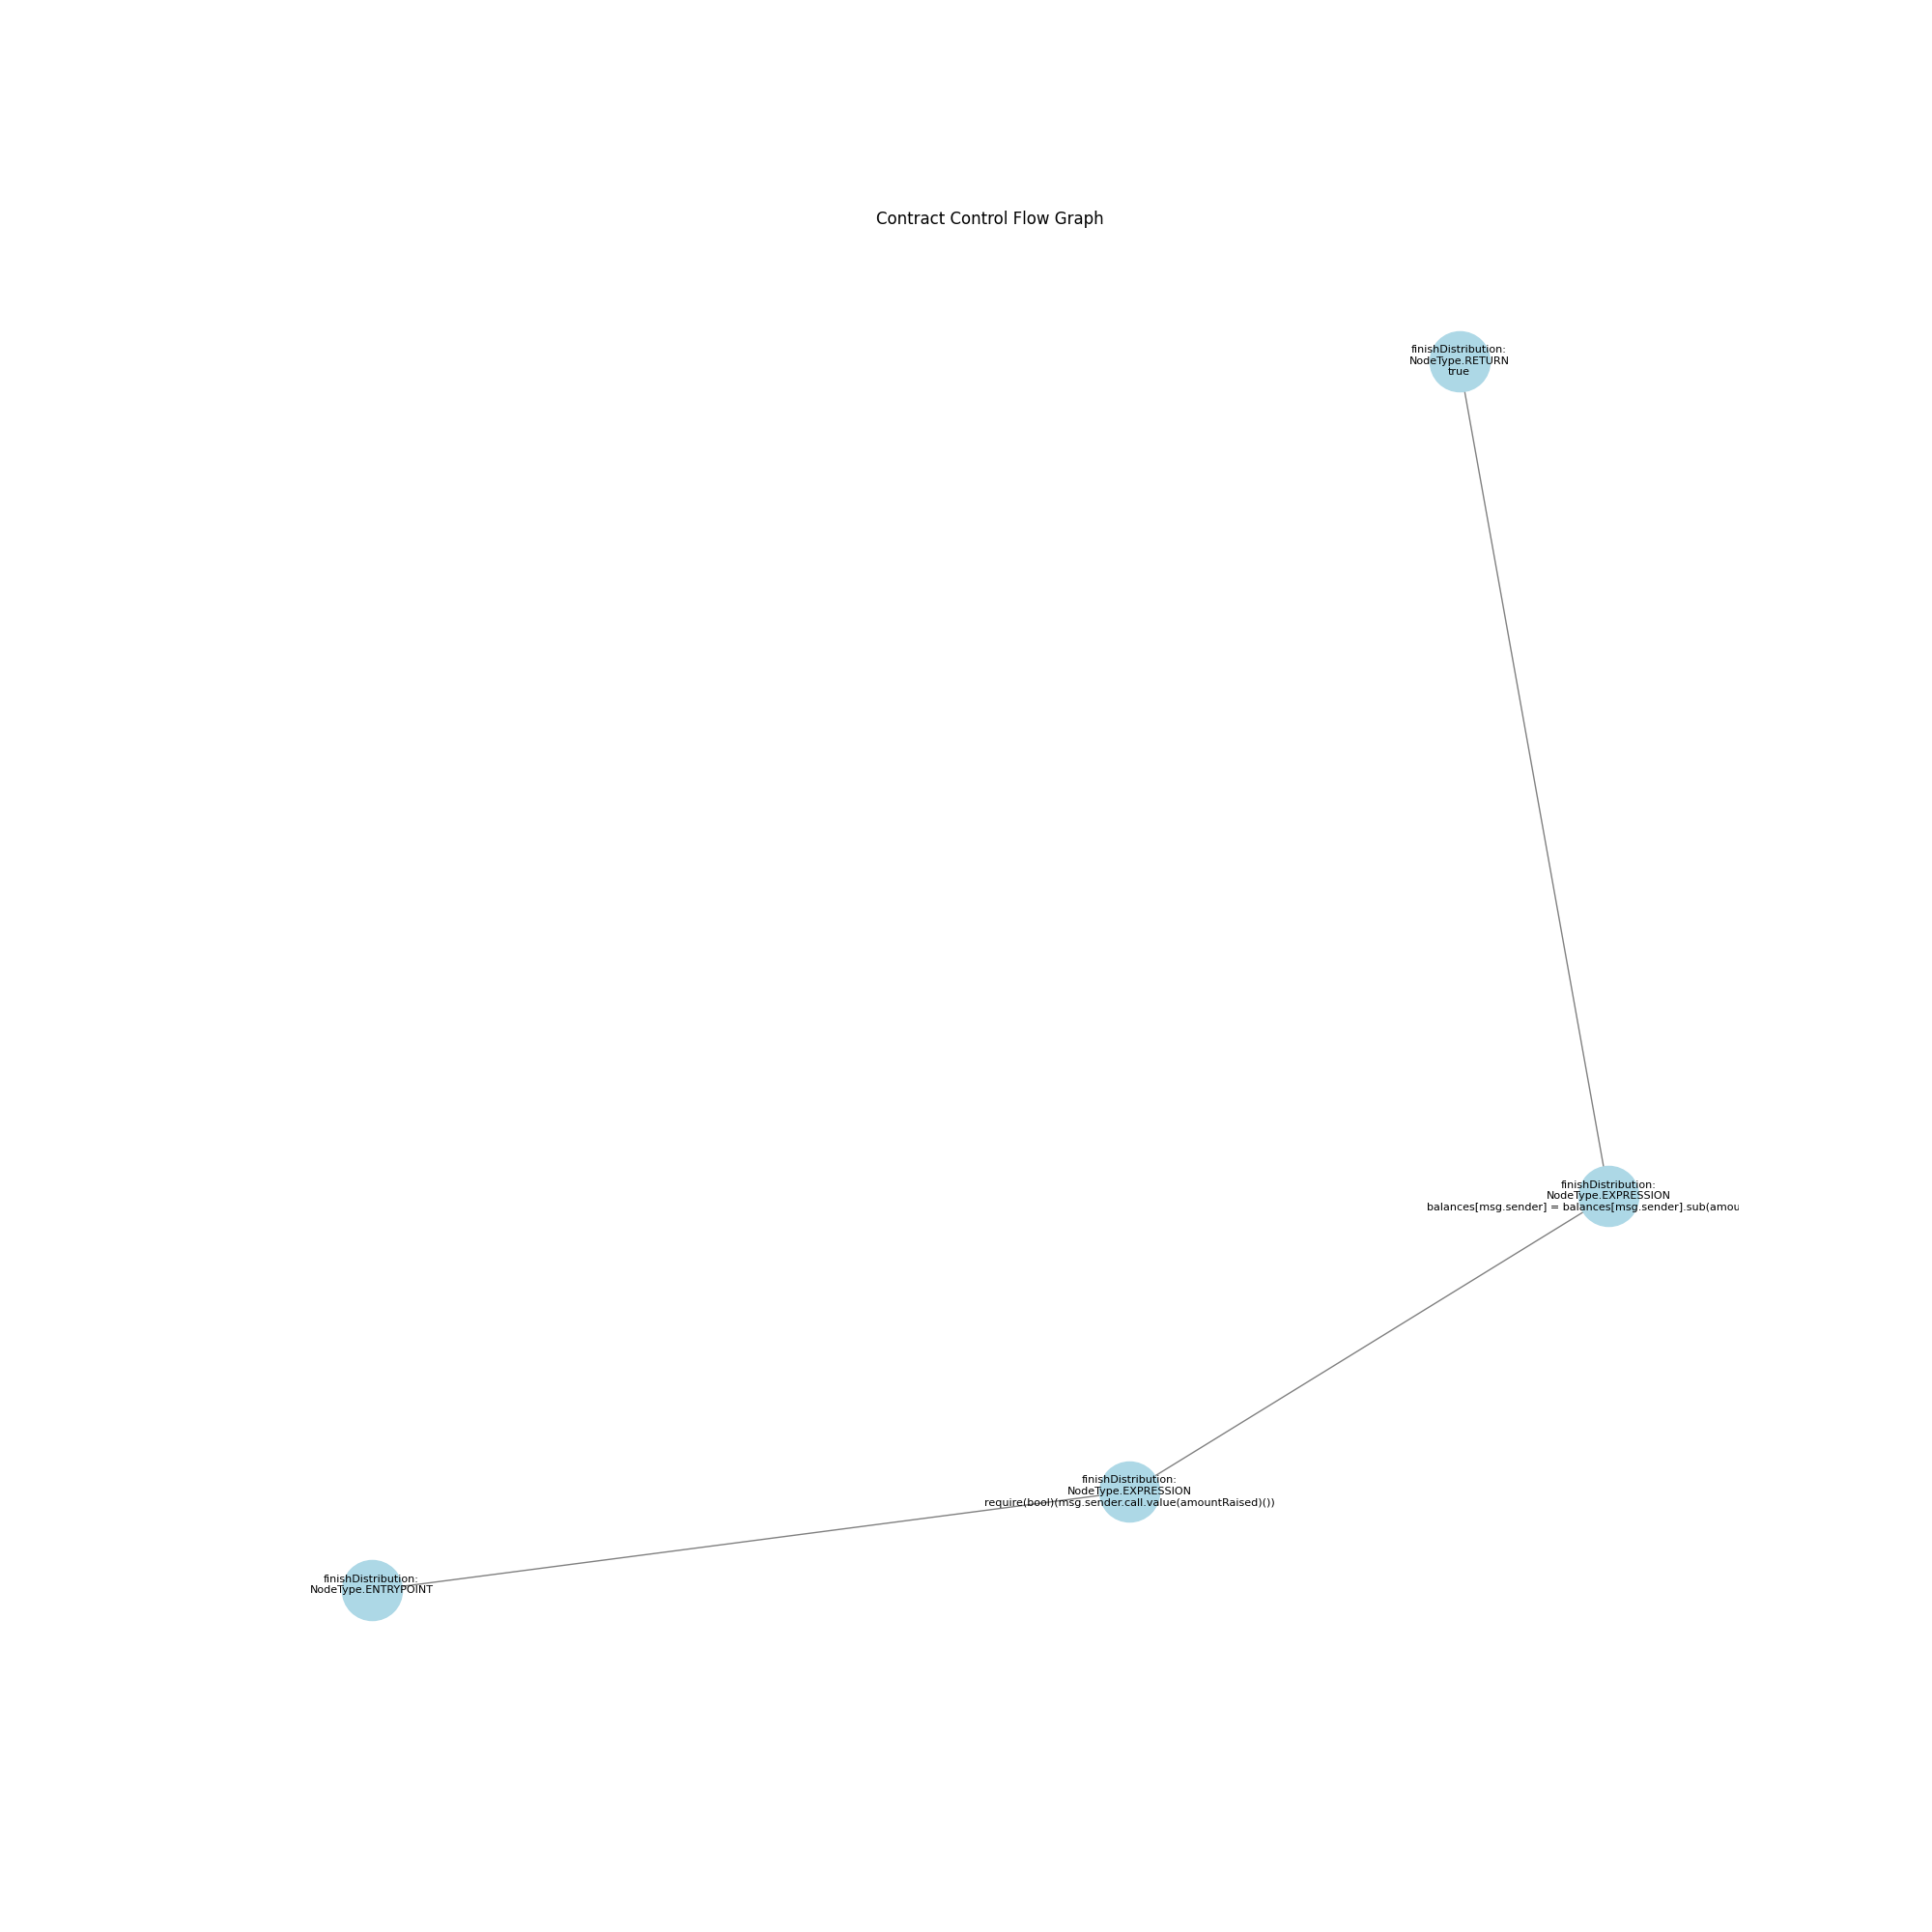 Contract Control Flow Graph
finishDistribution:
NodeType.RETURN
true
finishDistribution:
NodeType.EXPRESSION
balances[msg.sender] = balances[msg.sender].sub(amou
finishDistribution:
NodeType.EXPRESSION
require(bool)(msg.sender.call.value(amountRaised)())
finishDistribution:
NodeType.ENTRYPOINT